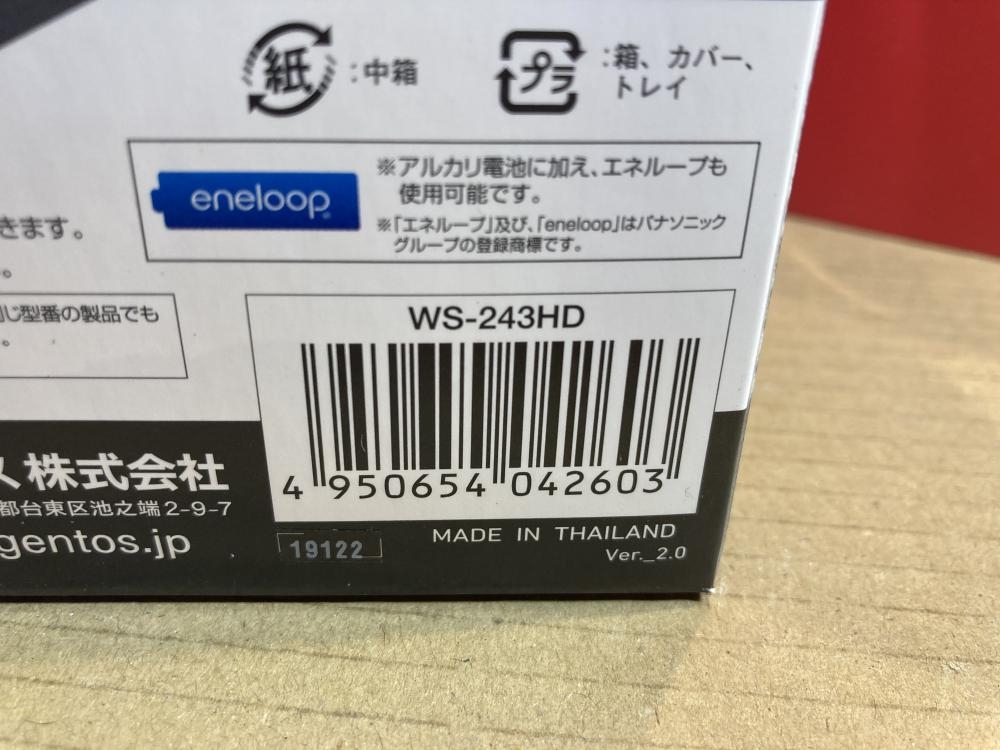 紙 :中箱
プラ :箱、カバー、
トレイ
eneloop
※アルカリ電池に加え、エネループも
使用可能です。
※「エネループ」及び、「eneloop」はパナソニック
グループの登録商標です。
きます。
。
じ型番の製品でも
。
WS-243HD
4 950654 042603
ス株式会社
都台東区池之端2-9-7
gentos.jp
19122
MADE IN THAILAND
Ver._2.0